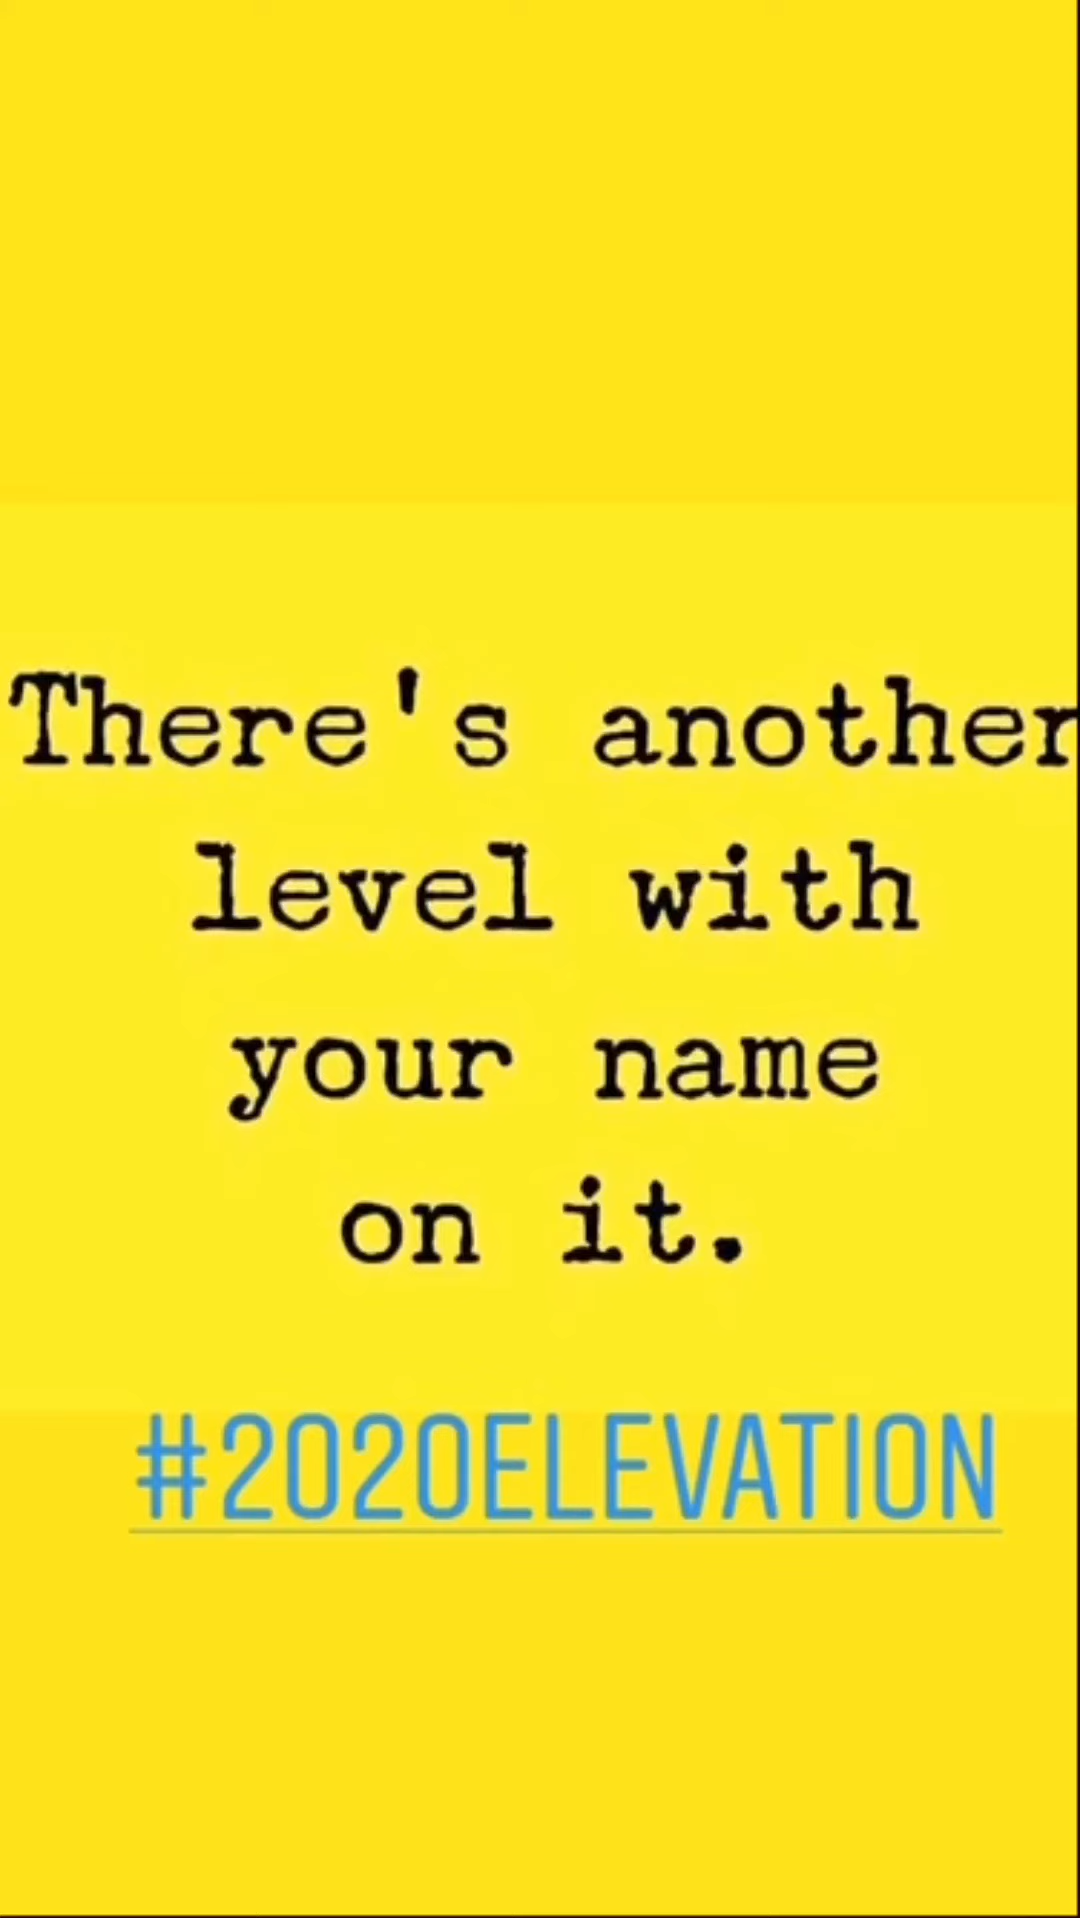 There's another
level with
your name
on it.
#2020ELEVATION